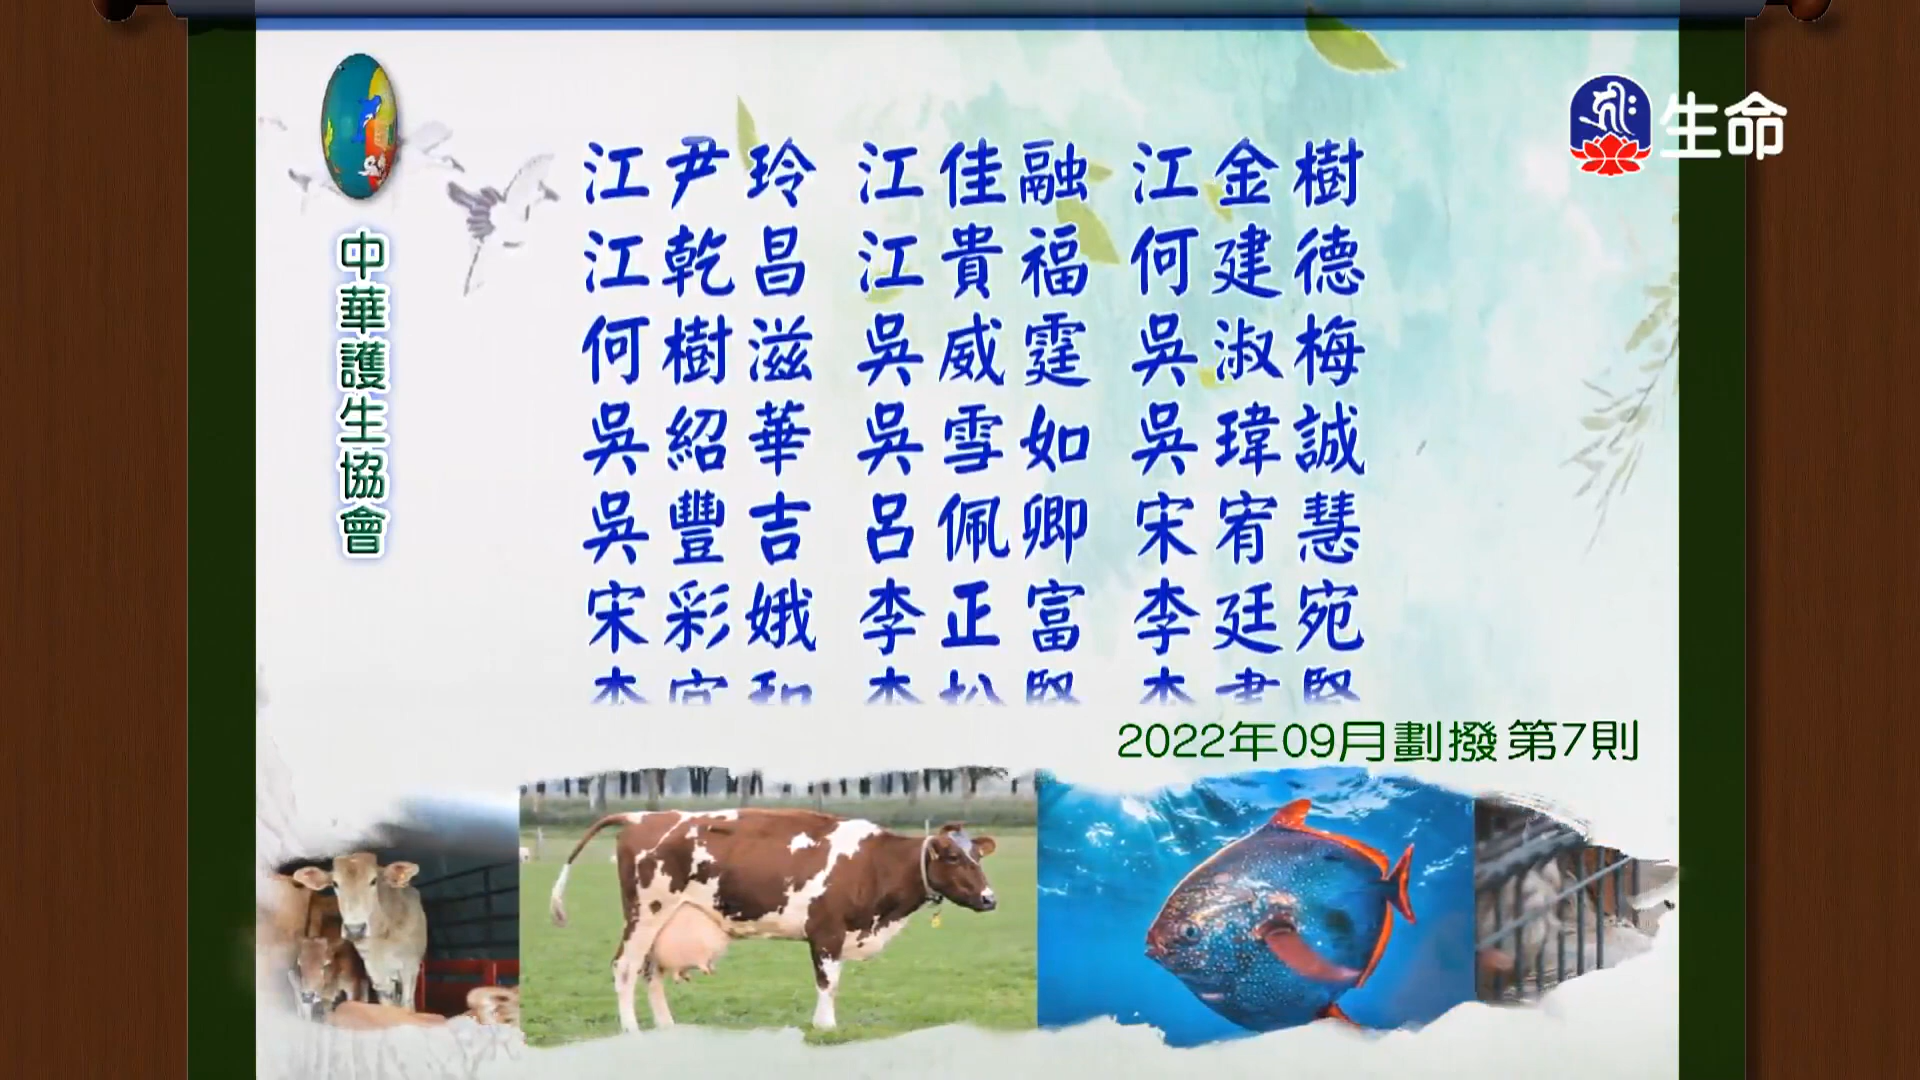 生命
中華護生協會
江尹玲 江佳融 江金樹
江乾昌 江貴福 何建德
何樹滋 吳威霆 吳淑梅
吳紹華 吳雪如 吳瑋誠
吳豐吉 呂佩卿 宋宥慧
宋彩娥 李正富 李廷宛
2022年09月劃撥 第7則